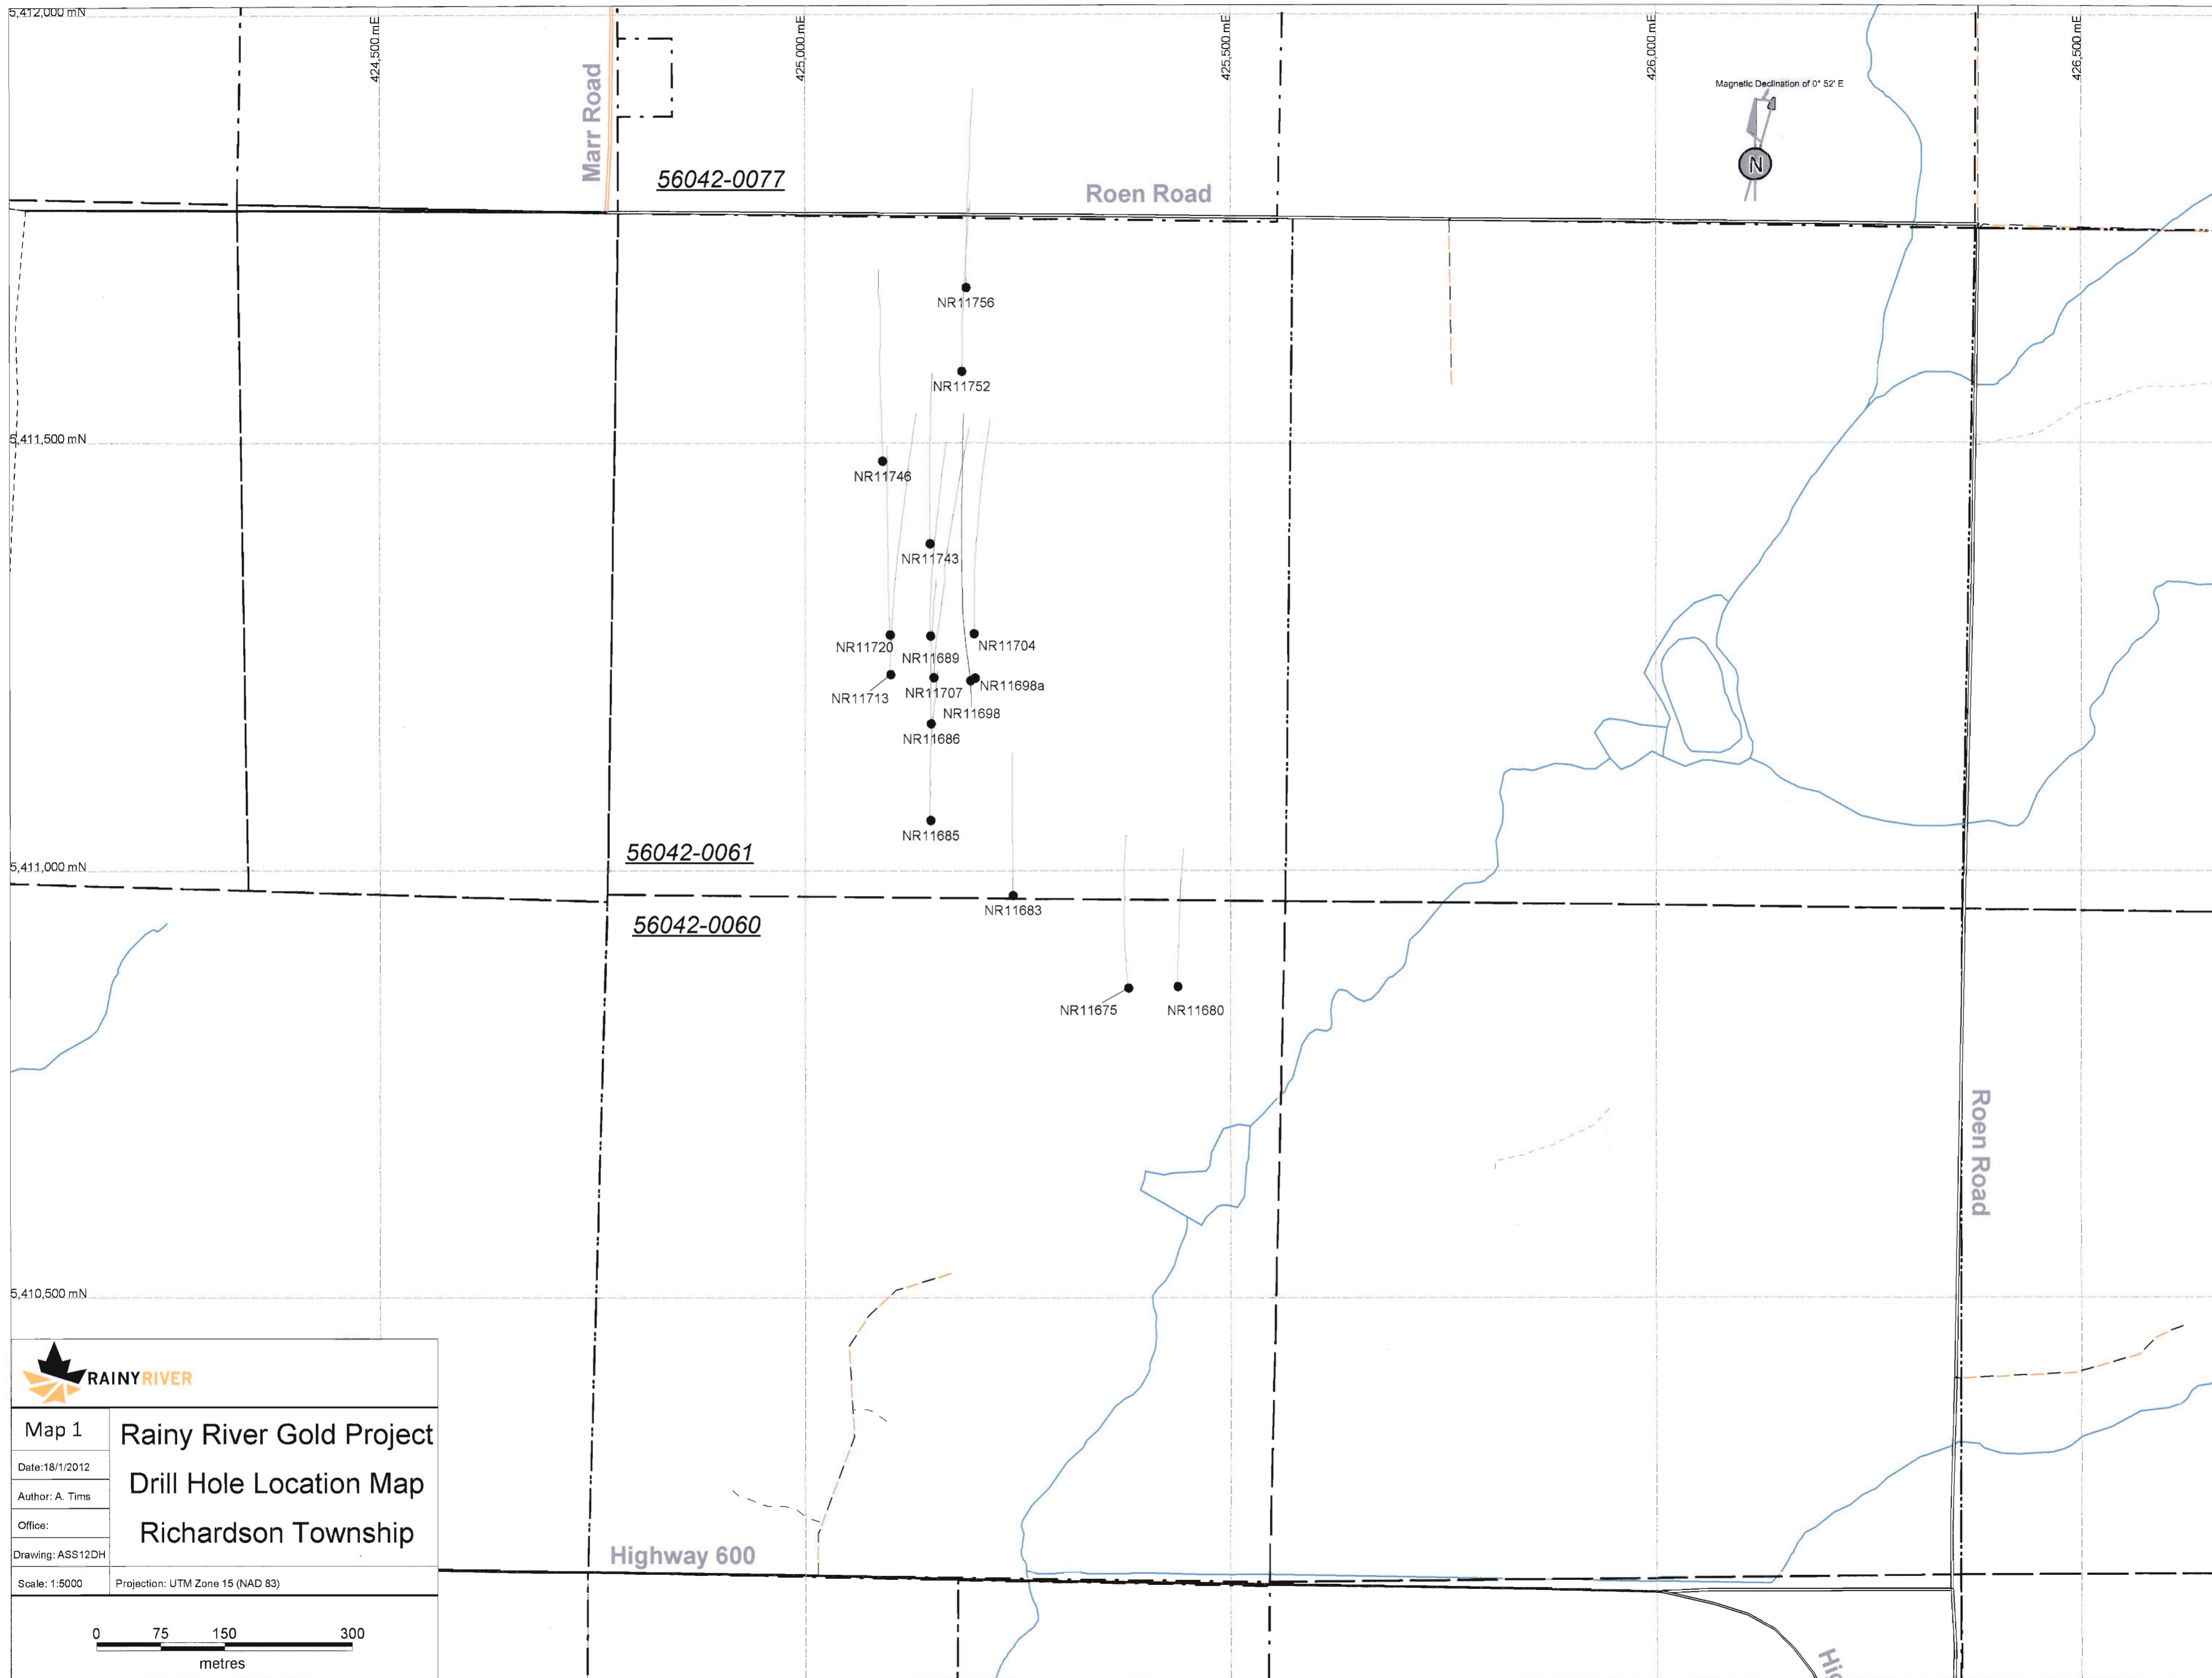 5,412,000 mN
424,500 mE
425,000 mE
425,500 mE
426,000 mE
426,500 mE
Marr Road
Magnetic Declination of 0° 52' E
N
56042-0077
Roen Road
NR11756
NR11752
5,411,500 mN
NR11746
NR11743
NR11720
NR11689
NR11704
NR11713
NR11707
NR11698a
NR11698
NR11686
NR11685
56042-0061
5,411,000 mN
NR11683
56042-0060
NR11675
NR11680
Roen Road
5,410,500 mN
RAINYRIVER
Map 1
Rainy River Gold Project
Date:18/1/2012
Drill Hole Location Map
Author: A. Tims
Office:
Richardson Township
Drawing: ASS12DH
Scale: 1:5000
Projection: UTM Zone 15 (NAD 83)
Highway 600
0 75 150 300
metres